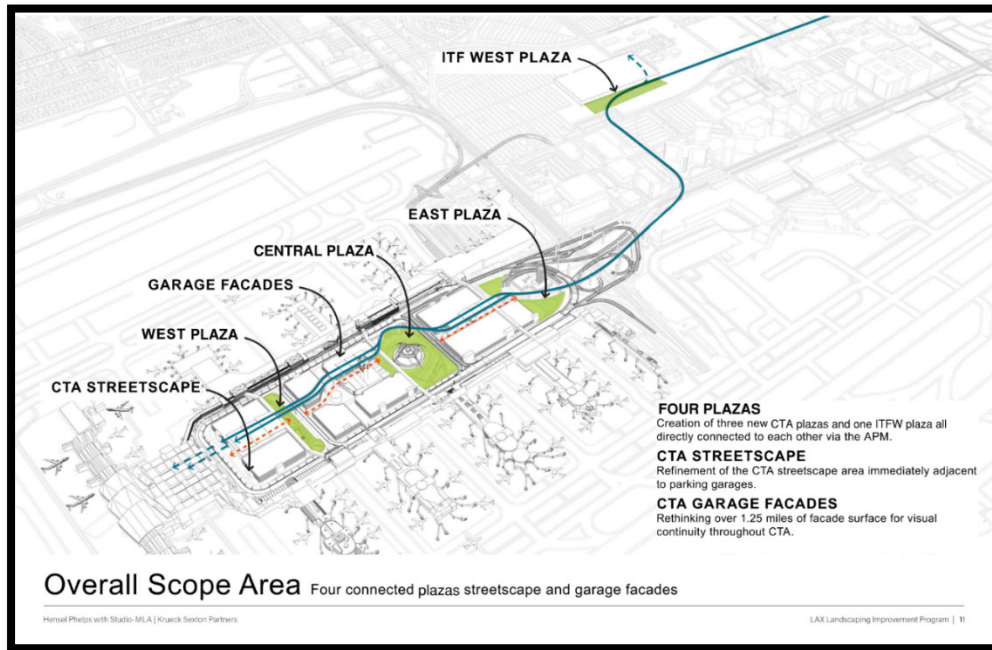 ITF WEST PLAZA
EAST PLAZA
CENTRAL PLAZA
GARAGE FACADES
WEST PLAZA
CTA STREETSCAPE
FOUR PLAZAS
Creation of three new CTA plazas and one ITFW plaza all
directly connected to each other via the APM.
CTA STREETSCAPE
Refinement of the CTA streetscape area immediately adjacent
to parking garages.
CTA GARAGE FACADES
Rethinking over 1.25 miles of facade surface for visual
continuity throughout CTA.
Overall Scope Area Four connected plazas streetscape and garage facades
Hensel Phelps with Studio-MLA | Krueck Sexton Partners
LAX Landscaping Improvement Program | 11